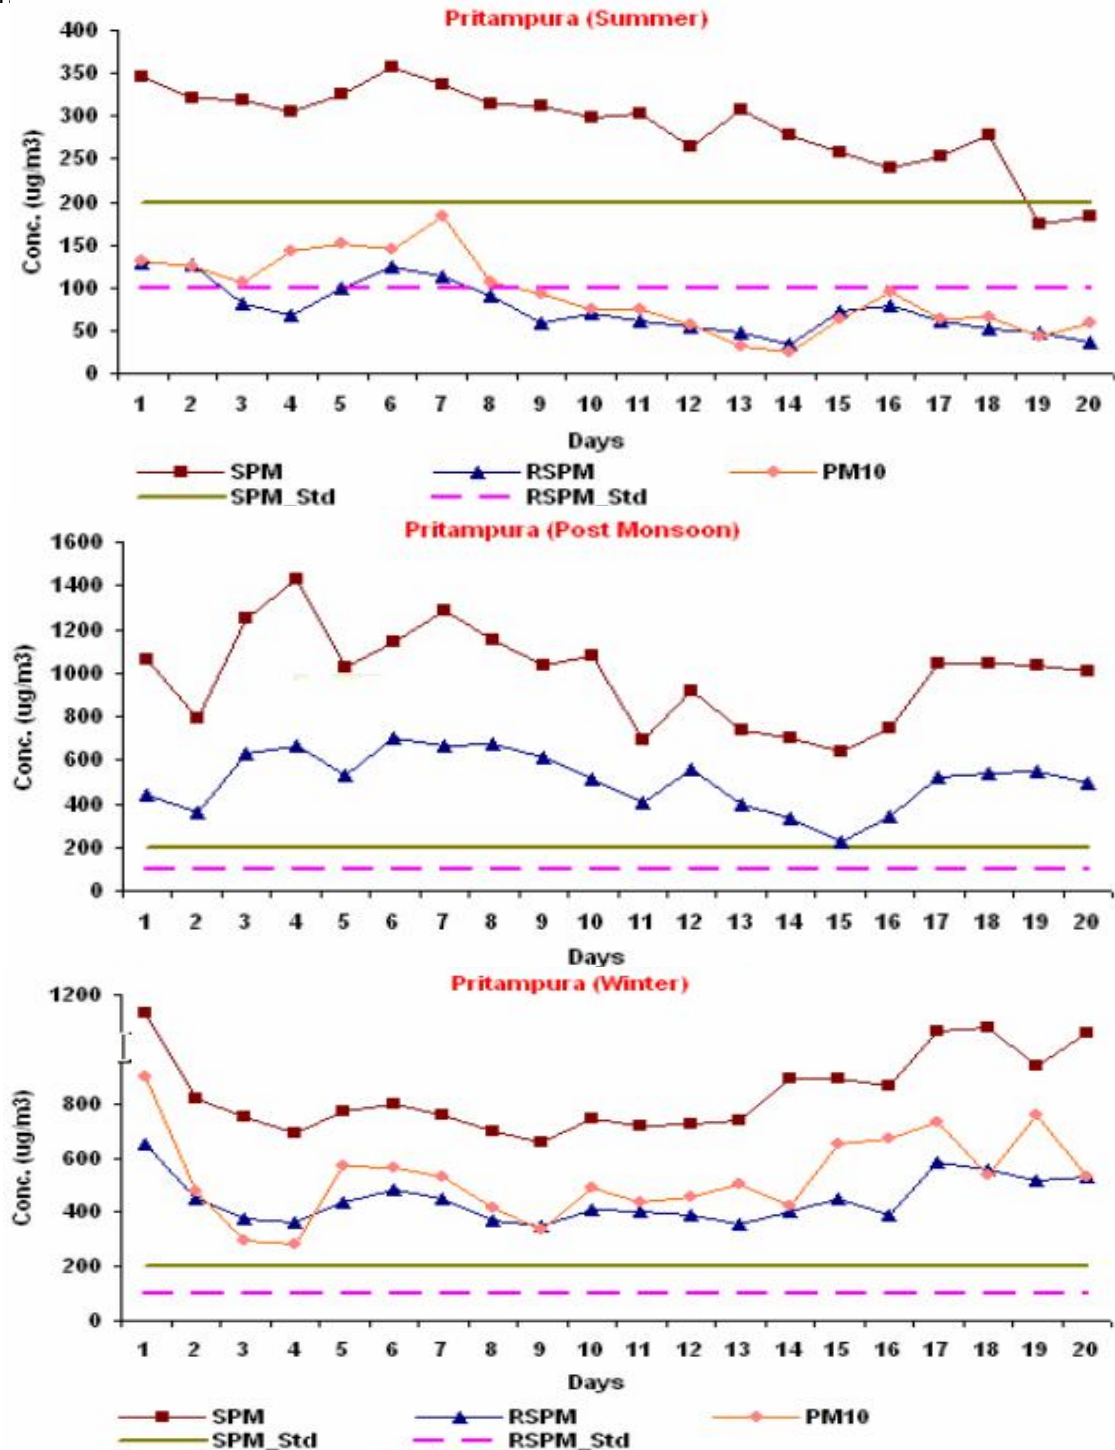 Pritampura (Summer)
400
350
300
250
200
150
100
50
0
Conc. (ug/m3)
1 2 3 4 5 6 7 8 9 10 11 12 13 14 15 16 17 18 19 20
Days
SPM RSPM PM10
SPM_Std RSPM_Std
Pritampura (Post Monsoon)
1600
1400
1200
1000
800
600
400
200
0
Conc. (ug/m3)
1 2 3 4 5 6 7 8 9 10 11 12 13 14 15 16 17 18 19 20
Days
Pritampura (Winter)
1200
800
600
400
200
0
Conc. (ug/m3)
1 2 3 4 5 6 7 8 9 10 11 12 13 14 15 16 17 18 19 20
Days
SPM RSPM PM10
SPM_Std RSPM_Std